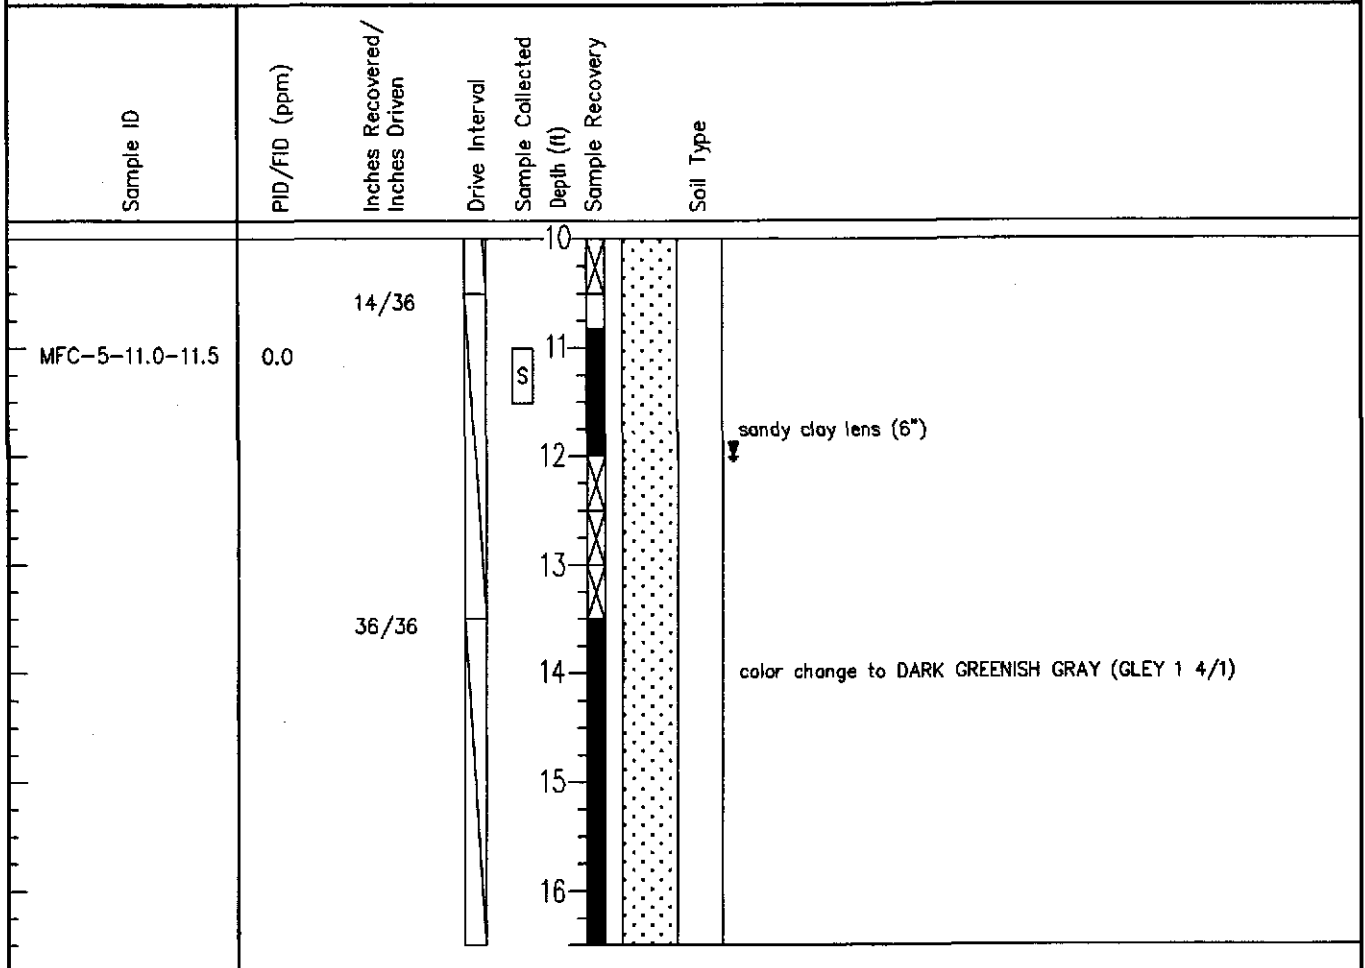 Sample ID
PID/FID (ppm)
Inches Recovered/
Inches Driven
Drive Interval
Sample Collected
Depth (ft)
Sample Recovery
Soil Type
10
14/36
MFC-5-11.0-11.5
0.0
S
11
sandy clay lens (6")
12
13
36/36
14
color change to DARK GREENISH GRAY (GLEY 1 4/1)
15
16